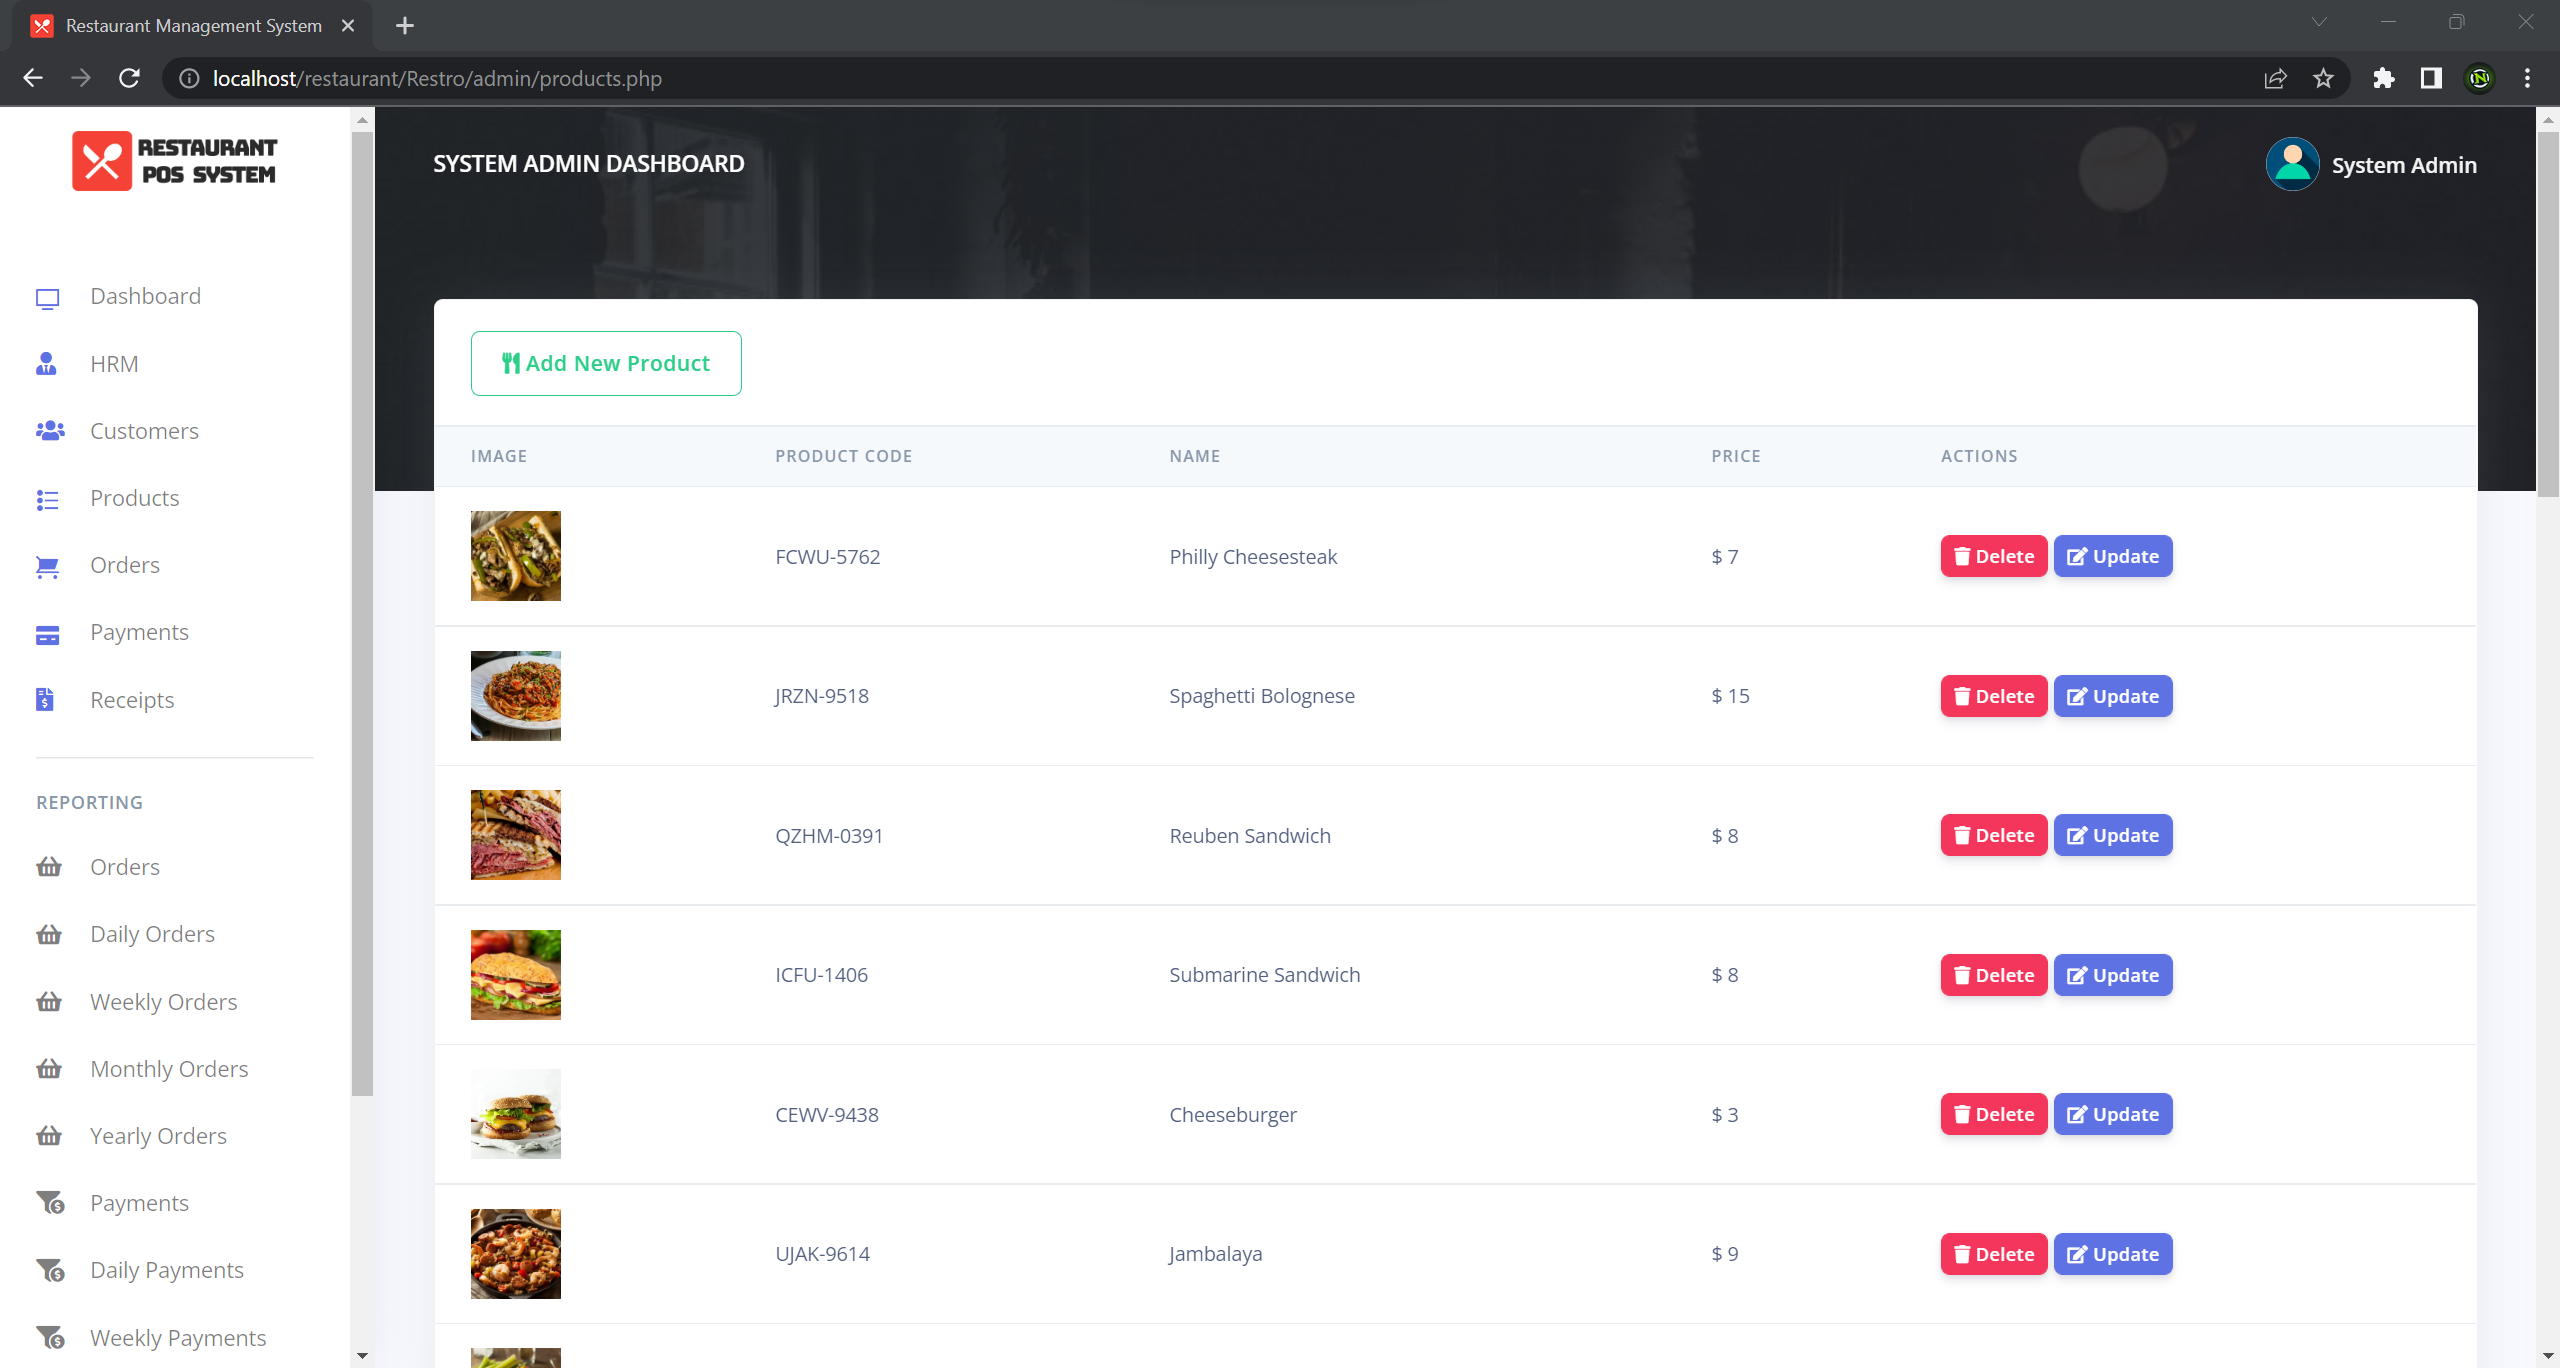 Restaurant Management System
localhost/restaurant/Restro/admin/products.php
RESTAURANT
POS SYSTEM
SYSTEM ADMIN DASHBOARD
System Admin
Dashboard
HRM
Customers
Products
Orders
Payments
Receipts
REPORTING
Orders
Daily Orders
Weekly Orders
Monthly Orders
Yearly Orders
Payments
Daily Payments
Weekly Payments
Add New Product
IMAGE PRODUCT CODE NAME PRICE ACTIONS
FCWU-5762 Philly Cheesesteak $ 7 Delete Update
JRZN-9518 Spaghetti Bolognese $ 15 Delete Update
QZHM-0391 Reuben Sandwich $ 8 Delete Update
ICFU-1406 Submarine Sandwich $ 8 Delete Update
CEWV-9438 Cheeseburger $ 3 Delete Update
UJAK-9614 Jambalaya $ 9 Delete Update